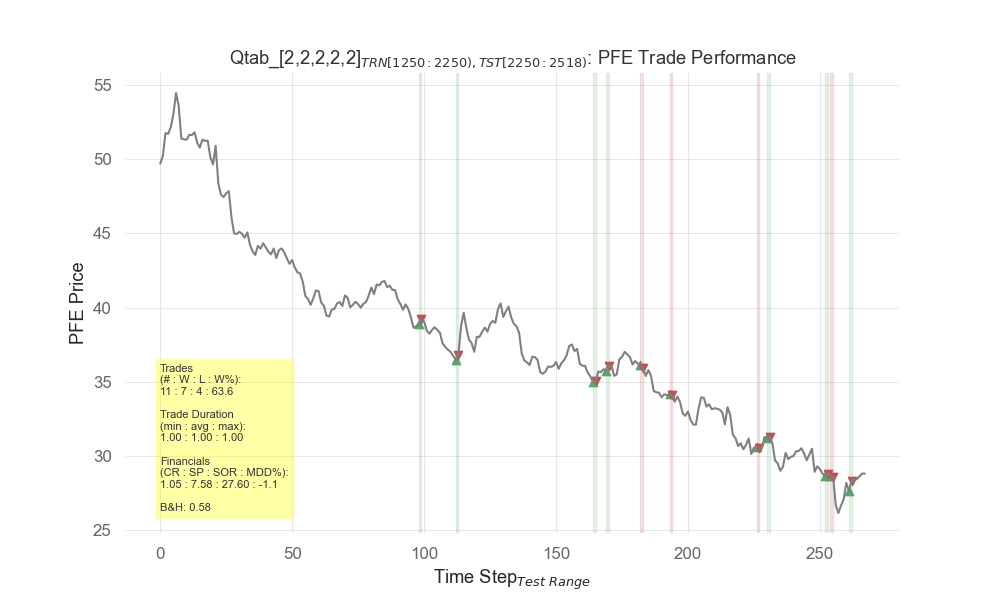 Qtab_[2,2,2,2,2]TRN[1250:2250),TST[2250:2518): PFE Trade Performance
55
50
45
40
35
30
25
PFE Price
Trades
(# : W : L : W%):
11 : 7 : 4 : 63.6
Trade Duration
(min : avg : max):
1.00 : 1.00 : 1.00
Financials
(CR : SP : SOR : MDD%):
1.05 : 7.58 : 27.60 : -1.1
B&H: 0.58
0 50 100 150 200 250
Time StepTest Range